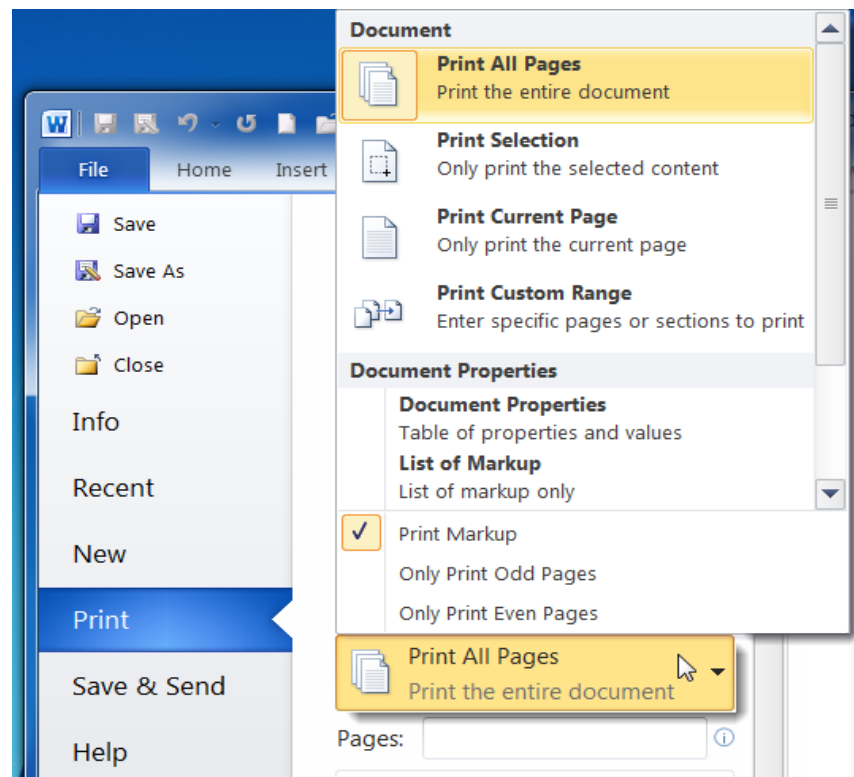 Document
Print All Pages
Print the entire document
Print Selection
Only print the selected content
Print Current Page
Only print the current page
Print Custom Range
Enter specific pages or sections to print
Document Properties
Document Properties
Table of properties and values
List of Markup
List of markup only
Print Markup
Only Print Odd Pages
Only Print Even Pages
Print All Pages
Print the entire document
Pages:
W
File Home Insert
Save
Save As
Open
Close
Info
Recent
New
Print
Save & Send
Help